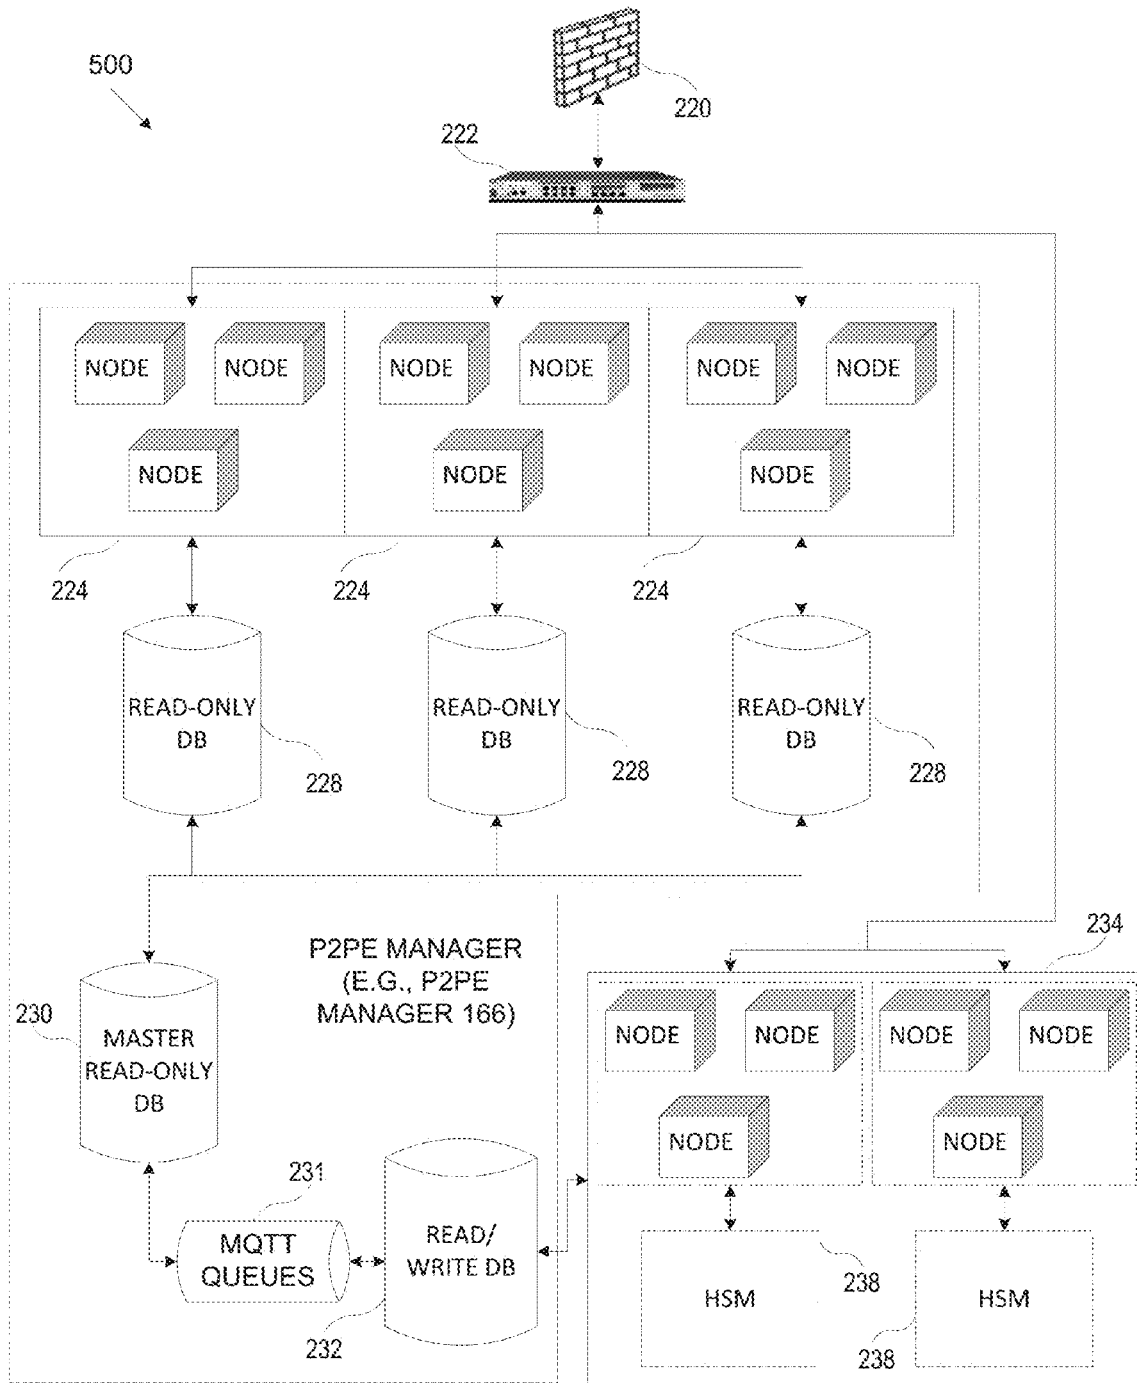 500
220
222
NODE NODE NODE NODE NODE NODE
NODE NODE NODE
224 224 224
READ-ONLY
DB
READ-ONLY
DB
READ-ONLY
DB
228 228 228
P2PE MANAGER
(E.G., P2PE
MANAGER 166)
234
230
MASTER
READ-ONLY
DB
NODE NODE NODE NODE
NODE NODE
231
MQTT
QUEUES
READ/
WRITE DB
232
HSM
238
HSM
238